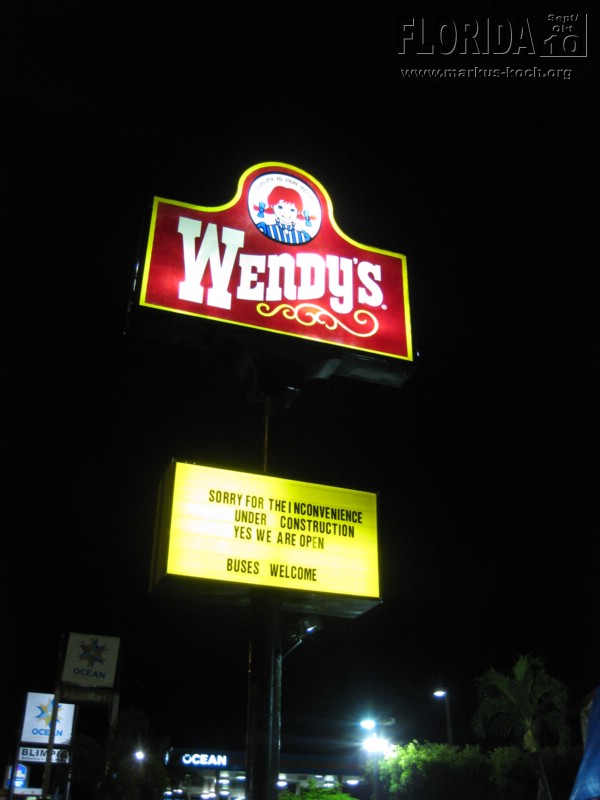 FLORIDA Sept/
Okt
10
www.markus-koch.org
WENDY'S
SORRY FOR THE INCONVENIENCE
UNDER CONSTRUCTION
YES WE ARE OPEN
BUSES WELCOME
OCEAN
OCEAN
OCEAN